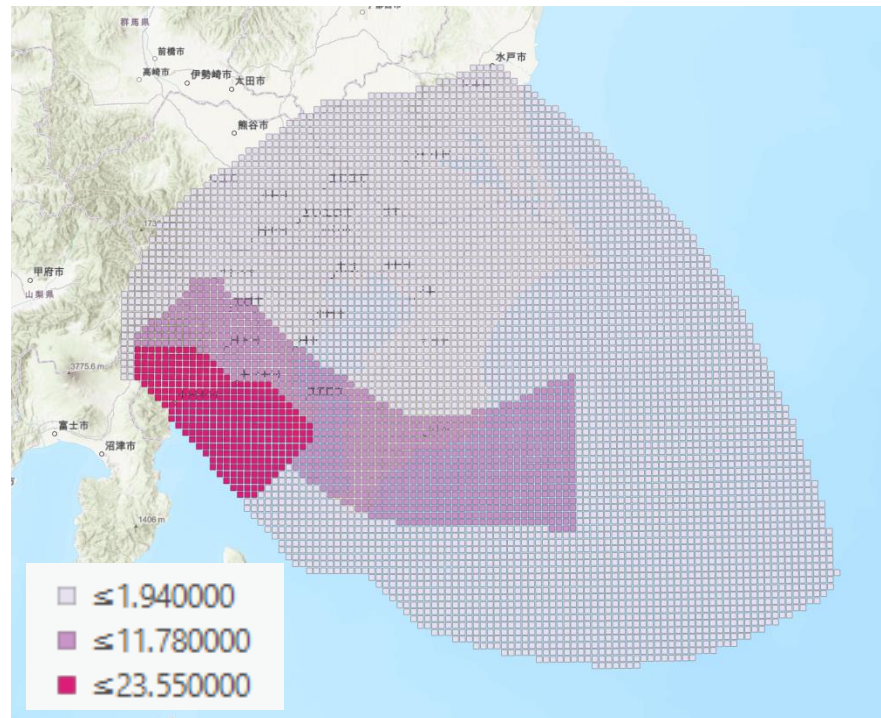 群馬県
水戸市
前橋市
高崎市
伊勢崎市
太田市
熊谷市
173
甲府市
山梨県
3775.6 m
富士市
沼津市
1406 m
≤1.940000
≤11.780000
≤23.550000